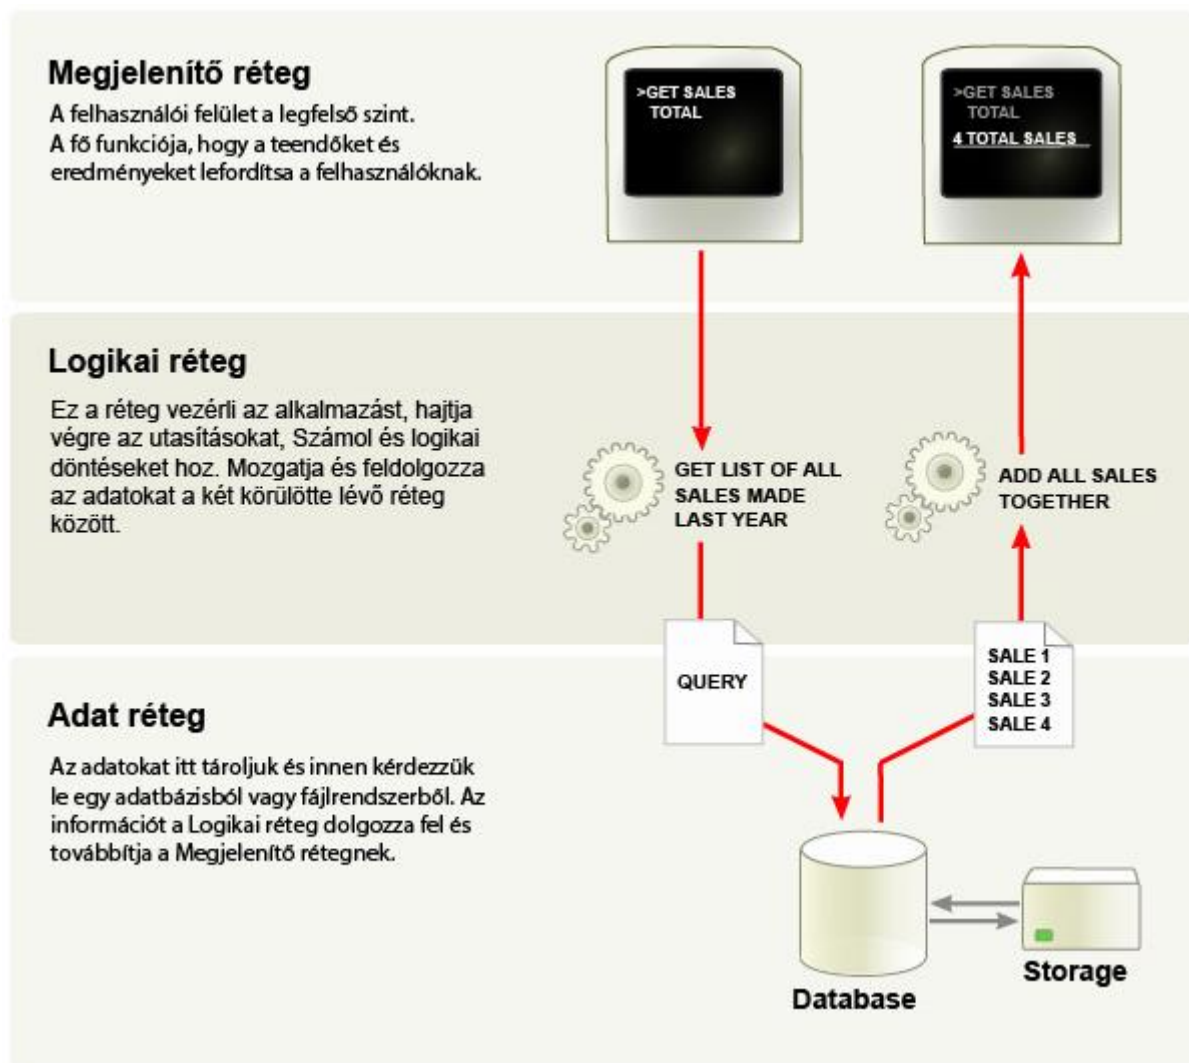 Megjelenítő réteg
A felhasználói felület a legfelső szint.
A fő funkciója, hogy a teendőket és
eredményeket lefordítsa a felhasználóknak.
>GET SALES
TOTAL
>GET SALES
TOTAL
4 TOTAL SALES
Logikai réteg
Ez a réteg vezérli az alkalmazást, hajtja
végre az utasításokat, Számol és logikai
döntéseket hoz. Mozgatja és feldolgozza
az adatokat a két körülötte lévő réteg
között.
GET LIST OF ALL
SALES MADE
LAST YEAR
ADD ALL SALES
TOGETHER
QUERY
SALE 1
SALE 2
SALE 3
SALE 4
Adat réteg
Az adatokat itt tároljuk és innen kérdezzük
le egy adatbázisból vagy fájlrendszerből. Az
információt a Logikai réteg dolgozza fel és
továbbítja a Megjelenítő rétegnek.
Database
Storage